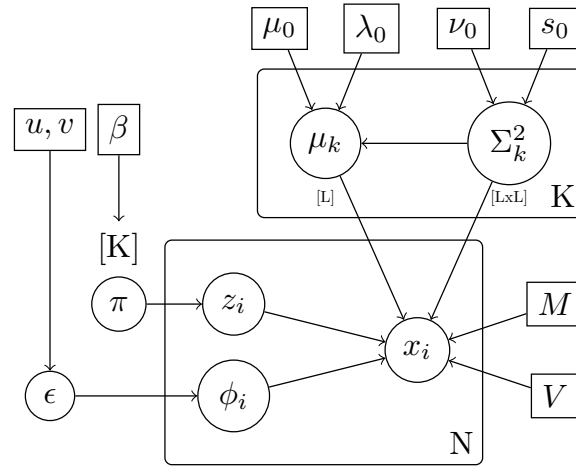 μ₀ λ₀ ν₀ s₀
u, v β μₖ Σ²ₖ
[L] [LxL] K
[K]
π zᵢ M
xᵢ
ϵ ϕᵢ V
N